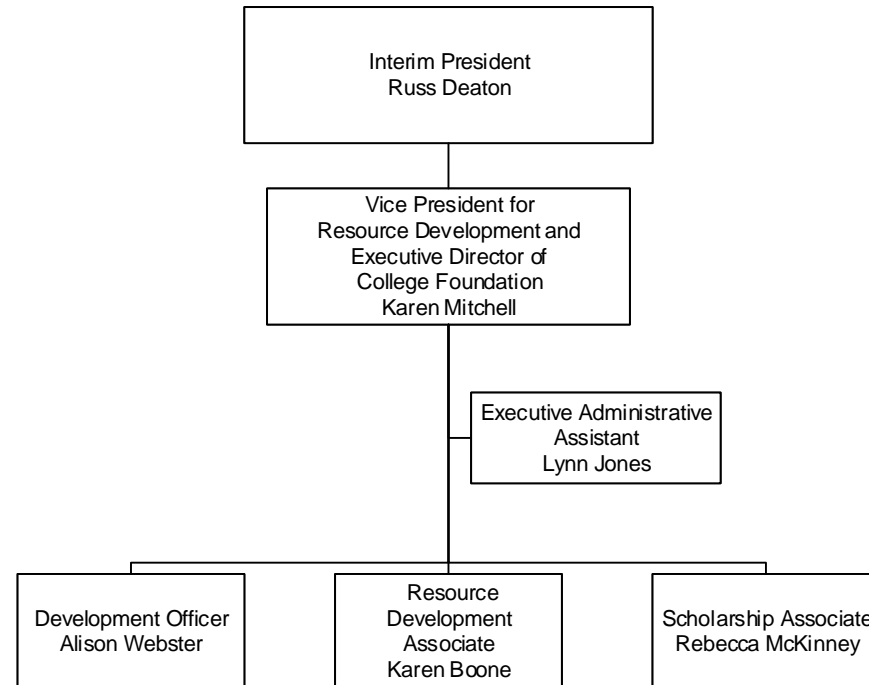 Interim President
Russ Deaton
Vice President for
Resource Development and
Executive Director of
College Foundation
Karen Mitchell
Executive Administrative
Assistant
Lynn Jones
Development Officer
Alison Webster
Resource
Development
Associate
Karen Boone
Scholarship Associate
Rebecca McKinney